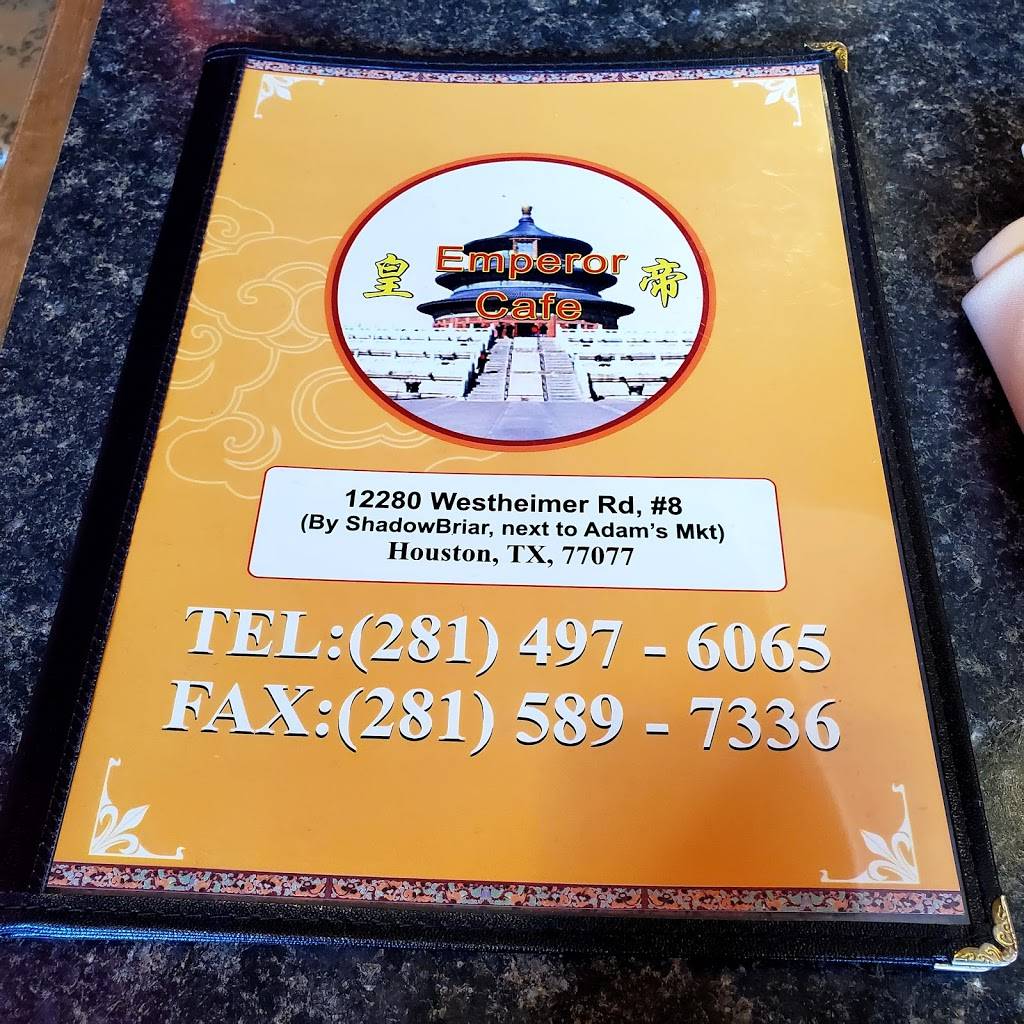 皇 Emperor 帝
Cafe
12280 Westheimer Rd, #8
(By ShadowBriar, next to Adam's Mkt)
Houston, TX, 77077
TEL:(281) 497 - 6065
FAX:(281) 589 - 7336